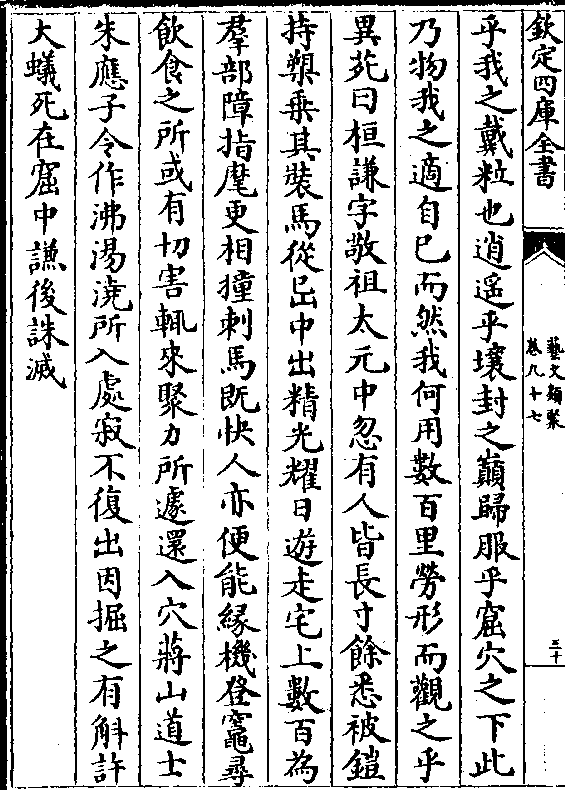 欽定四庫全書
藝文類聚
卷八十七
三十
乎我之戴粒也逍遥乎壤封之巔歸服乎窟穴之下此
乃物我之適自已而然我何用數百里勞形而觀之乎
異苑曰桓謙字敬祖太元中忽有人皆長寸餘悉被鎧
持槊乗其裝馬從岊中出精光耀日遊走宅上數百為
羣部障指麾更相撞刺馬既快人亦便能緣機登竈尋
飲食之所或有切害輒來聚力所遽還入穴蔣山道士
朱應子令作沸湯澆所入處寂不復出因掘之有斛許
大蟻死在窟中謙後誅滅